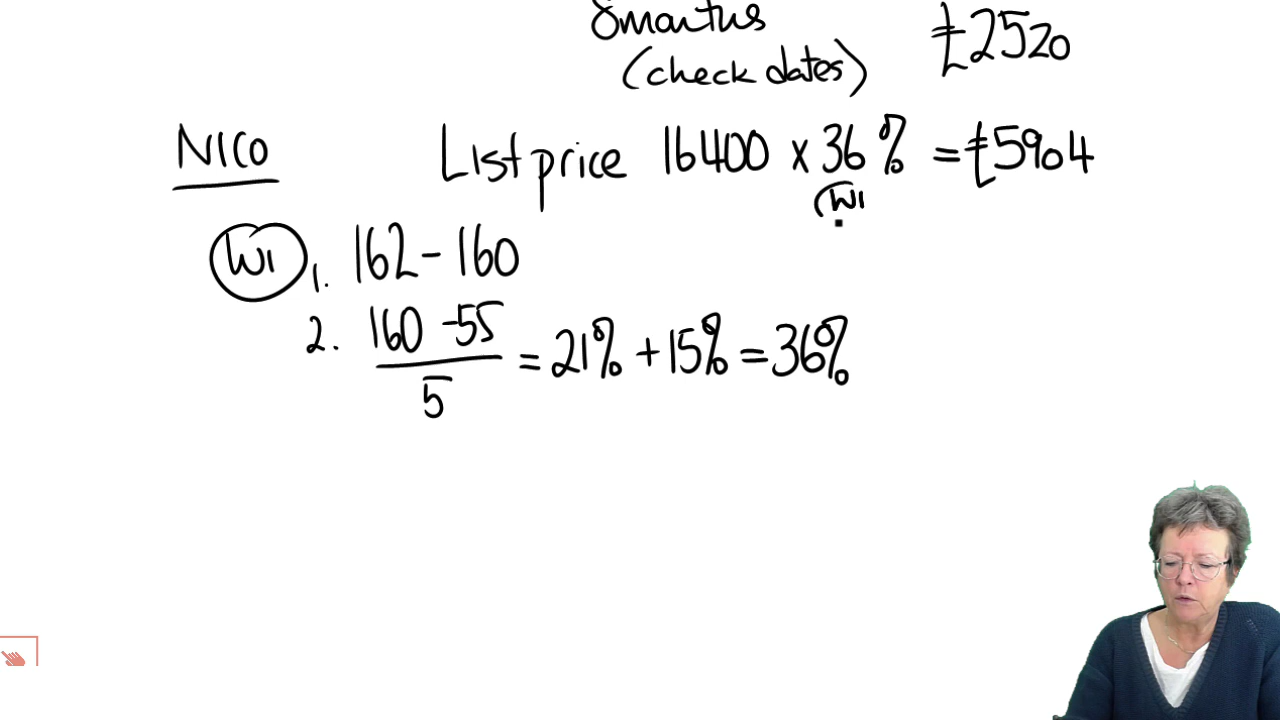 8months £2520
(check dates)
NICO List price 16400 x 36% = £5904
(W1
W1 1. 162 - 160
2. 160 - 55
5
= 21% + 15% = 36%